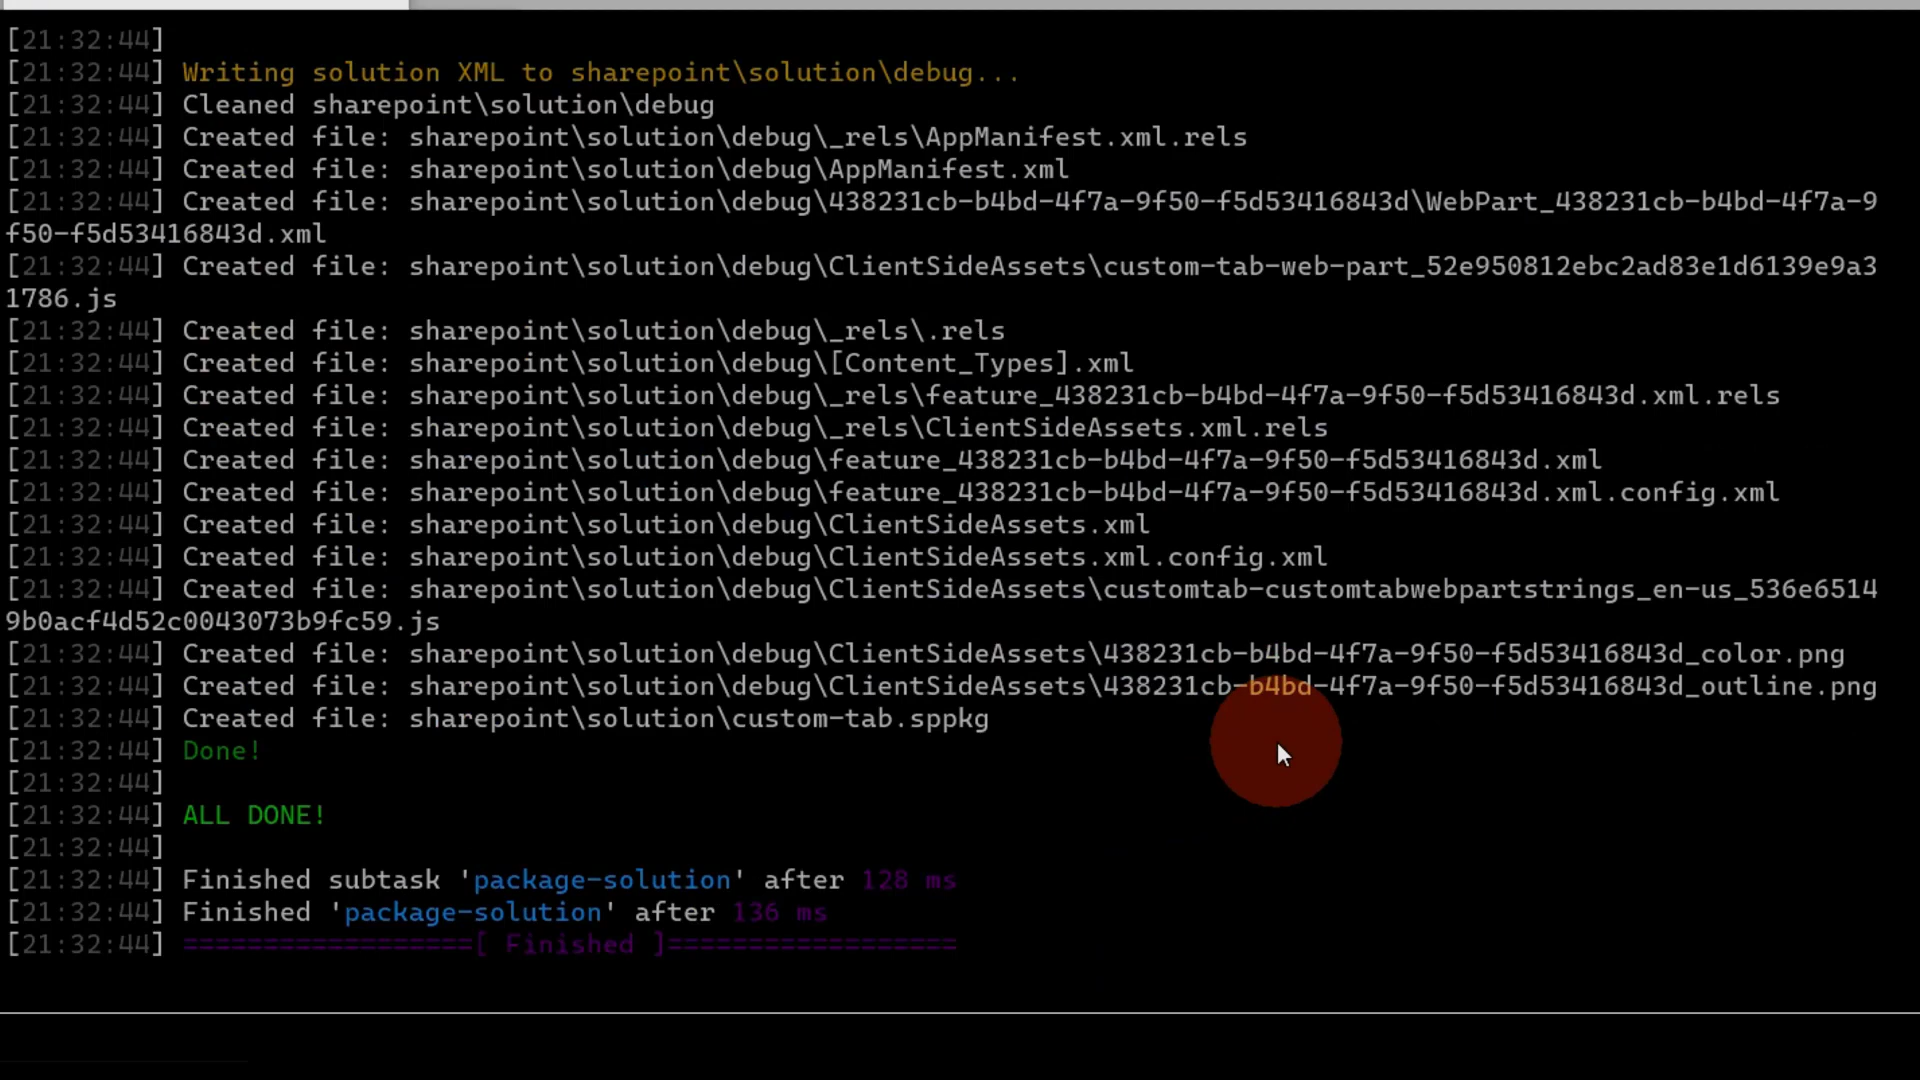 [21:32:44]
[21:32:44] Writing solution XML to sharepoint\solution\debug...
[21:32:44] Cleaned sharepoint\solution\debug
[21:32:44] Created file: sharepoint\solution\debug\_rels\AppManifest.xml.rels
[21:32:44] Created file: sharepoint\solution\debug\AppManifest.xml
[21:32:44] Created file: sharepoint\solution\debug\438231cb-b4bd-4f7a-9f50-f5d53416843d\WebPart_438231cb-b4bd-4f7a-9
f50-f5d53416843d.xml
[21:32:44] Created file: sharepoint\solution\debug\ClientSideAssets\custom-tab-web-part_52e950812ebc2ad83e1d6139e9a3
1786.js
[21:32:44] Created file: sharepoint\solution\debug\_rels\.rels
[21:32:44] Created file: sharepoint\solution\debug\[Content_Types].xml
[21:32:44] Created file: sharepoint\solution\debug\_rels\feature_438231cb-b4bd-4f7a-9f50-f5d53416843d.xml.rels
[21:32:44] Created file: sharepoint\solution\debug\_rels\ClientSideAssets.xml.rels
[21:32:44] Created file: sharepoint\solution\debug\feature_438231cb-b4bd-4f7a-9f50-f5d53416843d.xml
[21:32:44] Created file: sharepoint\solution\debug\feature_438231cb-b4bd-4f7a-9f50-f5d53416843d.xml.config.xml
[21:32:44] Created file: sharepoint\solution\debug\ClientSideAssets.xml
[21:32:44] Created file: sharepoint\solution\debug\ClientSideAssets.xml.config.xml
[21:32:44] Created file: sharepoint\solution\debug\ClientSideAssets\customtab-customtabwebpartstrings_en-us_536e6514
9b0acf4d52c0043073b9fc59.js
[21:32:44] Created file: sharepoint\solution\debug\ClientSideAssets\438231cb-b4bd-4f7a-9f50-f5d53416843d_color.png
[21:32:44] Created file: sharepoint\solution\debug\ClientSideAssets\438231cb-b4bd-4f7a-9f50-f5d53416843d_outline.png
[21:32:44] Created file: sharepoint\solution\custom-tab.sppkg
[21:32:44] Done!
[21:32:44]
[21:32:44] ALL DONE!
[21:32:44]
[21:32:44] Finished subtask 'package-solution' after 128 ms
[21:32:44] Finished 'package-solution' after 136 ms
[21:32:44] ==================[ Finished ]==================